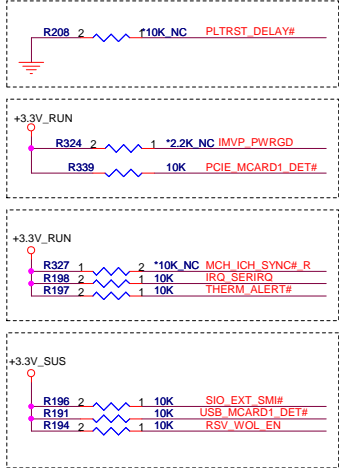 R208 2 1 *10K_NC PLTRST_DELAY#
+3.3V_RUN
R324 2 1 *2.2K_NC IMVP_PWRGD
R339 10K PCIE_MCARD1_DET#
+3.3V_RUN
R327 1 2 *10K_NC MCH_ICH_SYNC#_R
R198 2 1 10K IRQ_SERIRQ
R197 2 1 10K THERM_ALERT#
+3.3V_SUS
R196 2 1 10K SIO_EXT_SMI#
R191 2 1 10K USB_MCARD1_DET#
R194 2 1 10K RSV_WOL_EN